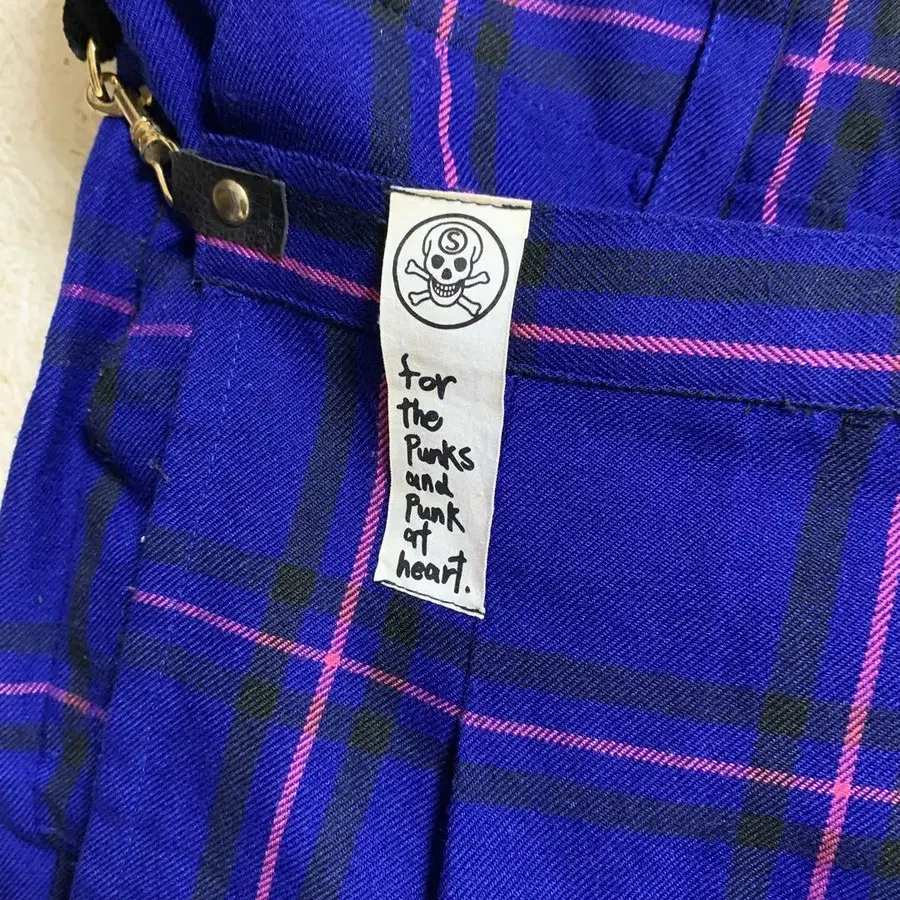 S
for
the
Punks
and
Punk
at
heart.